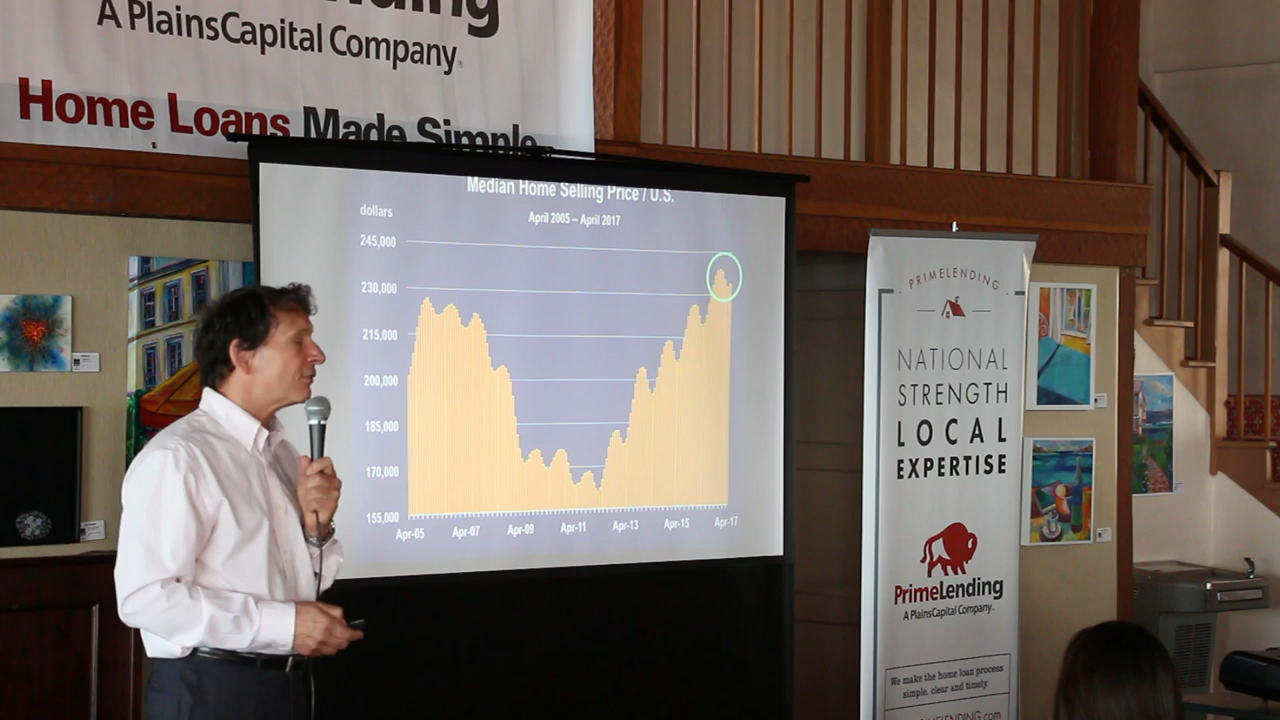 A PlainsCapital Company
Home Loans Made Simple
Median Home Selling Price / U.S.
April 2005 – April 2017
dollars
245,000
230,000
215,000
200,000
185,000
170,000
155,000
Apr-05 Apr-07 Apr-09 Apr-11 Apr-13 Apr-15 Apr-17
· PRIMELENDING ·
NATIONAL
STRENGTH
LOCAL
EXPERTISE
PrimeLending
A PlainsCapital Company.
We make the home loan process
simple, clear and timely.